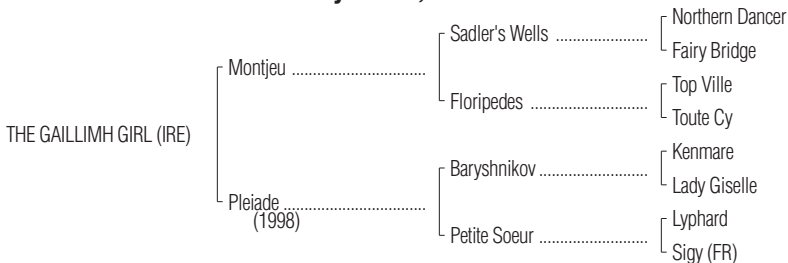 Northern Dancer
Sadler's Wells ......................
Fairy Bridge
Montjeu ................................
Top Ville
Floripedes ............................
Toute Cy
THE GAILLIMH GIRL (IRE)
Kenmare
Baryshnikov ..........................
Lady Giselle
Pleiade ..................................
(1998)
Lyphard
Petite Soeur ..........................
Sigy (FR)